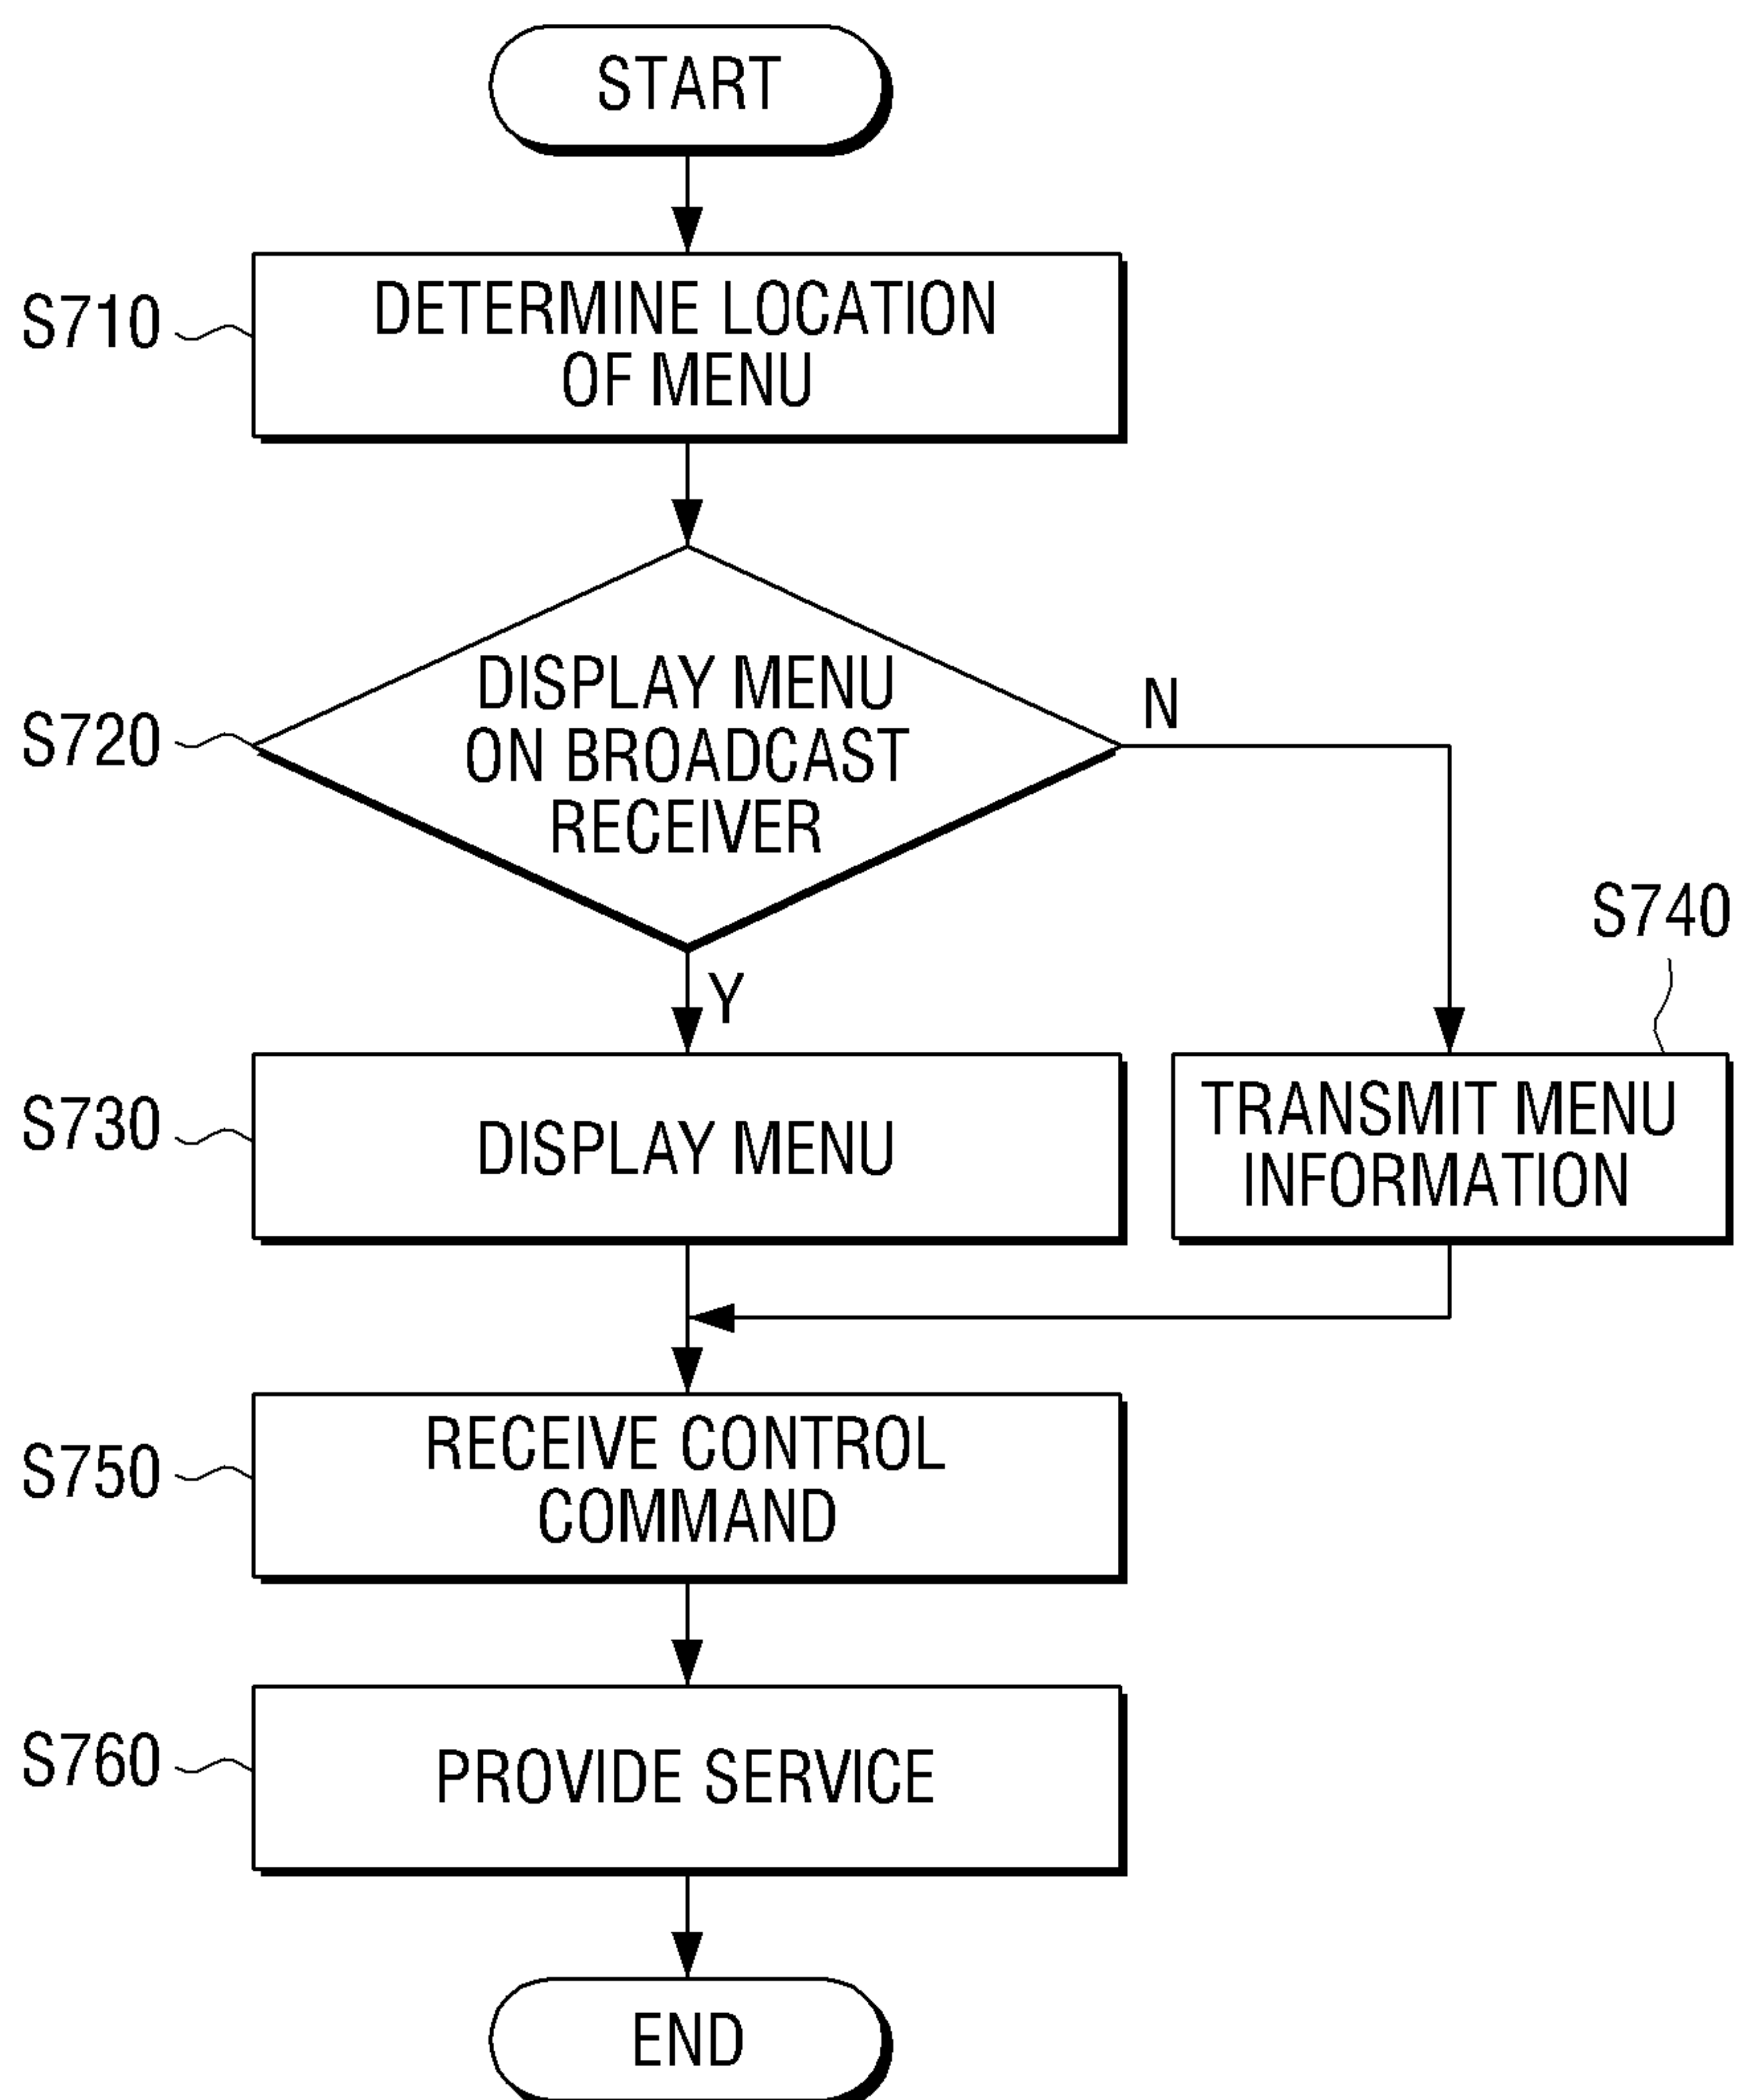 START
S710
DETERMINE LOCATION
OF MENU
S720
DISPLAY MENU
ON BROADCAST
RECEIVER
N
Y
S740
S730
DISPLAY MENU
TRANSMIT MENU
INFORMATION
S750
RECEIVE CONTROL
COMMAND
S760
PROVIDE SERVICE
END